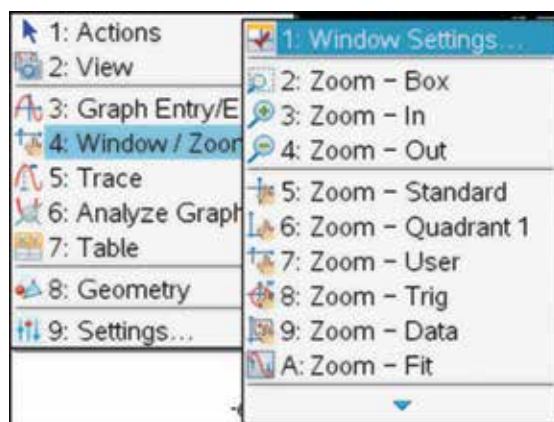 1: Actions
2: View
3: Graph Entry/E
4: Window / Zoor
5: Trace
6: Analyze Graph
7: Table
8: Geometry
9: Settings...
1: Window Settings...
2: Zoom – Box
3: Zoom – In
4: Zoom – Out
5: Zoom – Standard
6: Zoom – Quadrant 1
7: Zoom – User
8: Zoom – Trig
9: Zoom – Data
A: Zoom – Fit